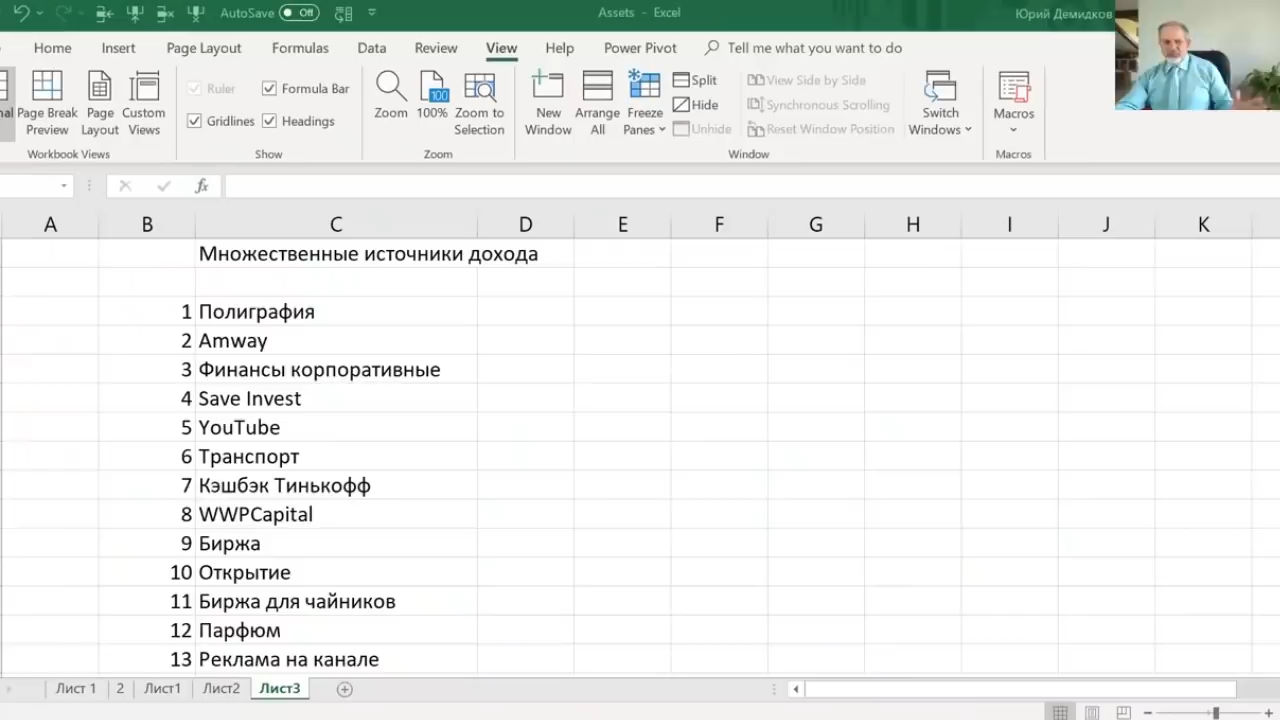 AutoSave Off Assets - Excel Юрий Демидков
Home Insert Page Layout Formulas Data Review View Help Power Pivot Tell me what you want to do
Page Break Preview
Page Layout
Custom Views
Workbook Views
Ruler
Formula Bar
Gridlines
Headings
Show
Zoom
100
100%
Zoom to Selection
Zoom
New Window
Arrange All
Freeze Panes
Split
Hide
Unhide
View Side by Side
Synchronous Scrolling
Reset Window Position
Switch Windows
Window
Macros
Macros
fx
A B C D E F G H I J K
Множественные источники дохода
1 Полиграфия
2 Amway
3 Финансы корпоративные
4 Save Invest
5 YouTube
6 Транспорт
7 Кэшбэк Тинькофф
8 WWPCapital
9 Биржа
10 Открытие
11 Биржа для чайников
12 Парфюм
13 Реклама на канале
Лист 1 2 Лист1 Лист2 Лист3